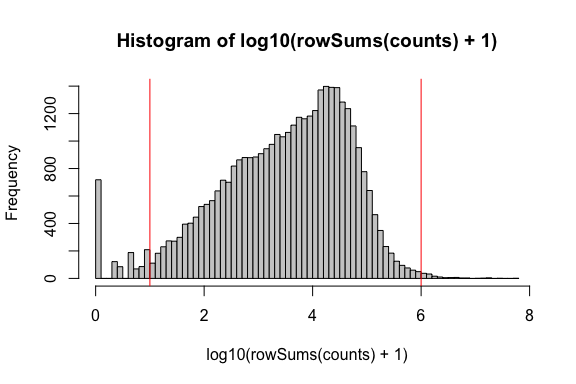 Histogram of log10(rowSums(counts) + 1)
Frequency
1200
800
400
0
0 2 4 6 8
log10(rowSums(counts) + 1)